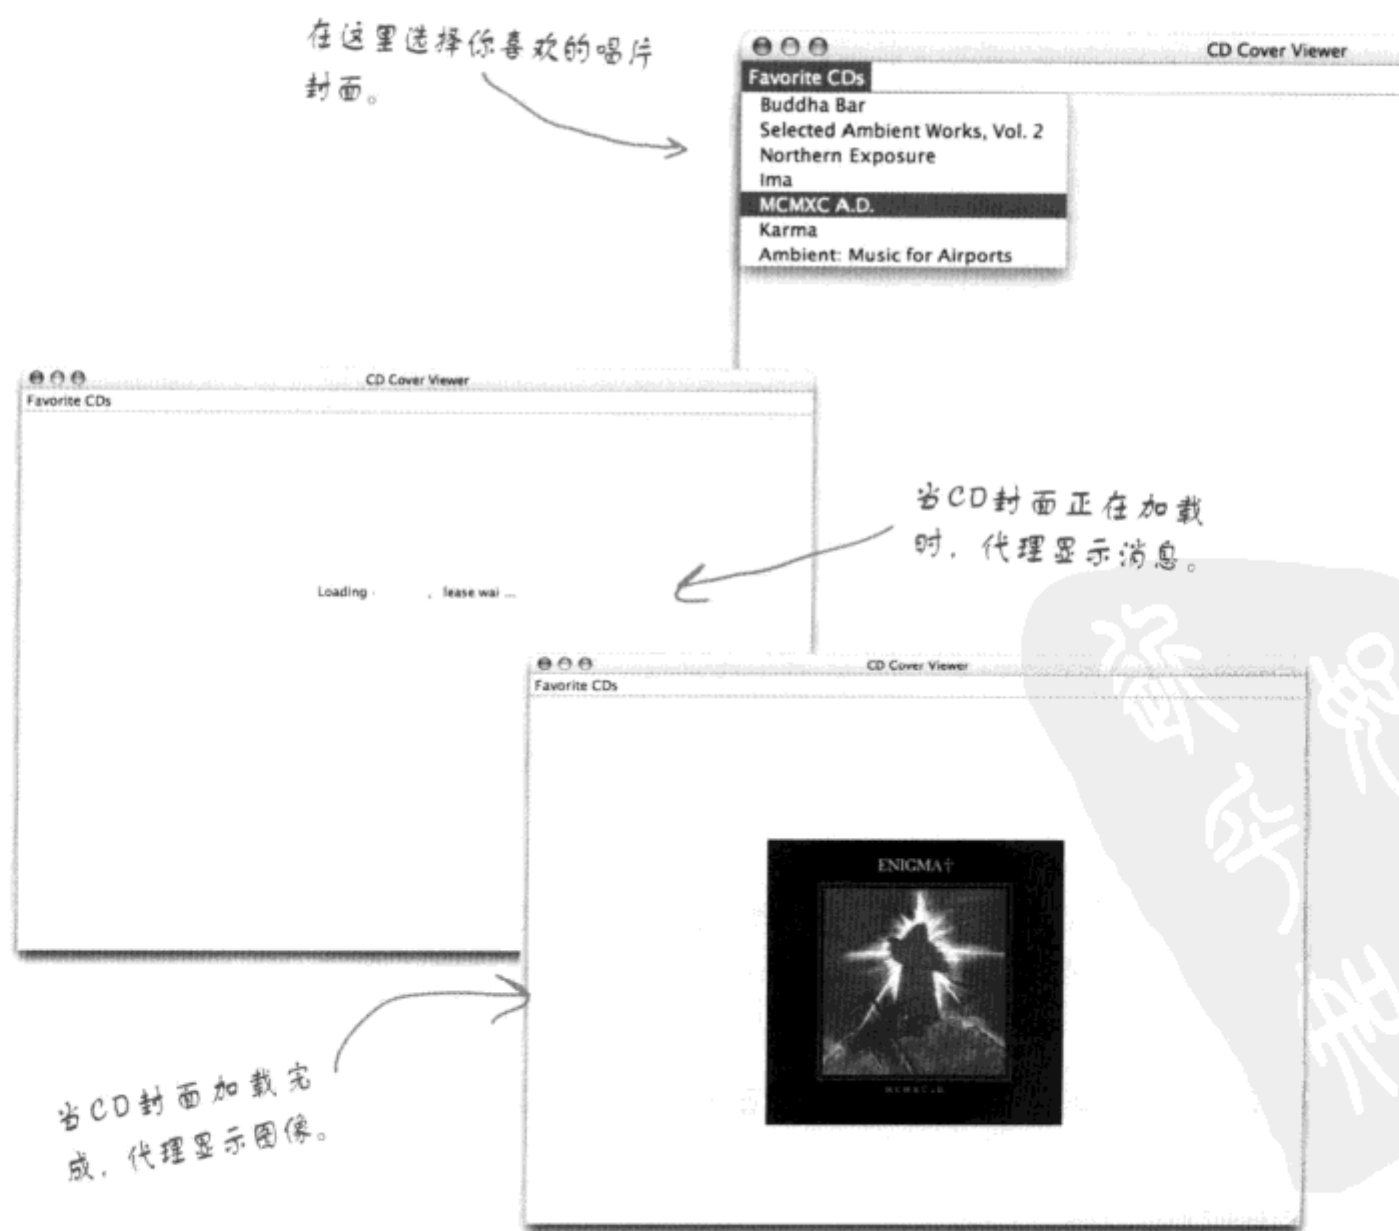 在这里选择你喜欢的唱片
封面。
CD Cover Viewer
Favorite CDs
Buddha Bar
Selected Ambient Works, Vol. 2
Northern Exposure
Ima
MCMXC A.D.
Karma
Ambient: Music for Airports
CD Cover Viewer
Favorite CDs
当CD封面正在加载
时，代理显示消息。
Loading , lease wai ...
CD Cover Viewer
Favorite CDs
ENIGMA†
MCMXC a.D.
当CD封面加载完
成，代理显示图像。